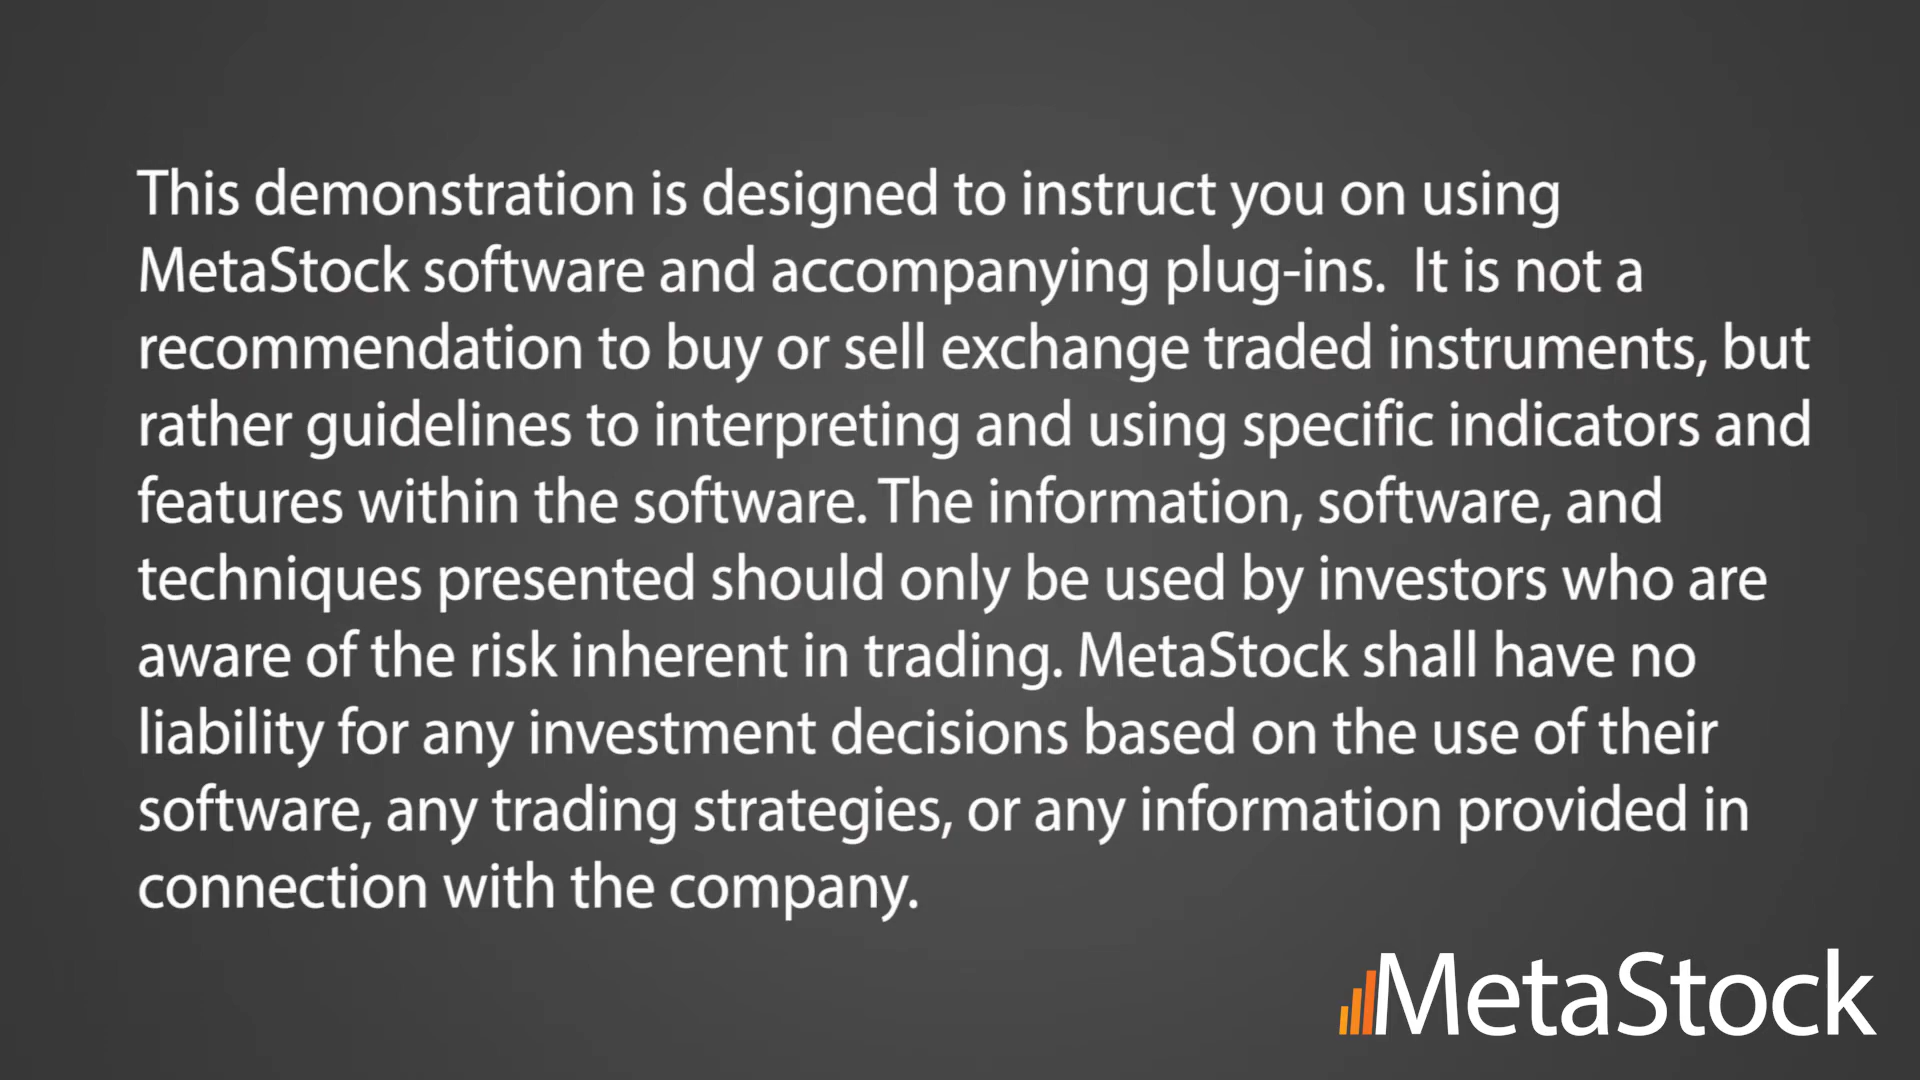 This demonstration is designed to instruct you on using
MetaStock software and accompanying plug-ins.  It is not a
recommendation to buy or sell exchange traded instruments, but
rather guidelines to interpreting and using specific indicators and
features within the software. The information, software, and
techniques presented should only be used by investors who are
aware of the risk inherent in trading. MetaStock shall have no
liability for any investment decisions based on the use of their
software, any trading strategies, or any information provided in
connection with the company.
MetaStock